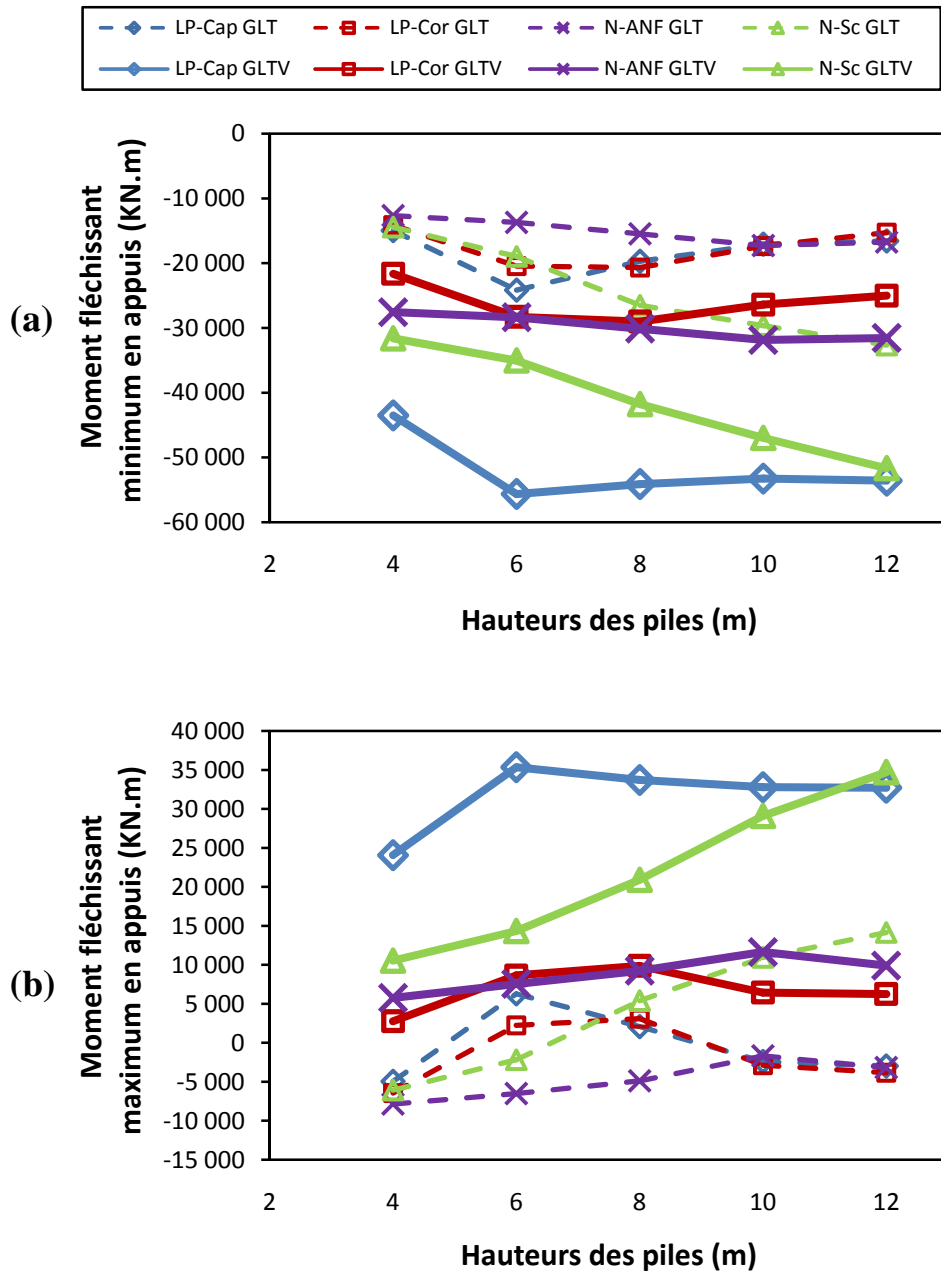 LP-Cap GLT LP-Cor GLT N-ANF GLT N-Sc GLT
LP-Cap GLTV LP-Cor GLTV N-ANF GLTV N-Sc GLTV
(a)
Moment fléchissant
minimum en appuis (KN.m)
0
-10 000
-20 000
-30 000
-40 000
-50 000
-60 000
2 4 6 8 10 12
Hauteurs des piles (m)
(b)
Moment fléchissant
maximum en appuis (KN.m)
40 000
35 000
30 000
25 000
20 000
15 000
10 000
5 000
0
-5 000
-10 000
-15 000
2 4 6 8 10 12
Hauteurs des piles (m)